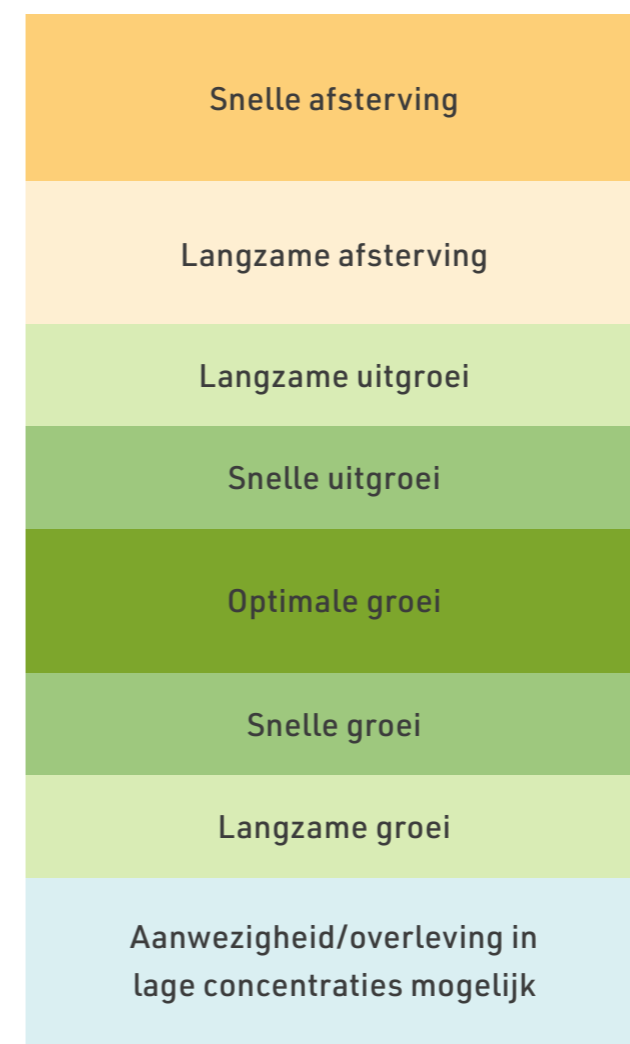 Snelle afsterving
Langzame afsterving
Langzame uitgroei
Snelle uitgroei
Optimale groei
Snelle groei
Langzame groei
Aanwezigheid/overleving in
lage concentraties mogelijk